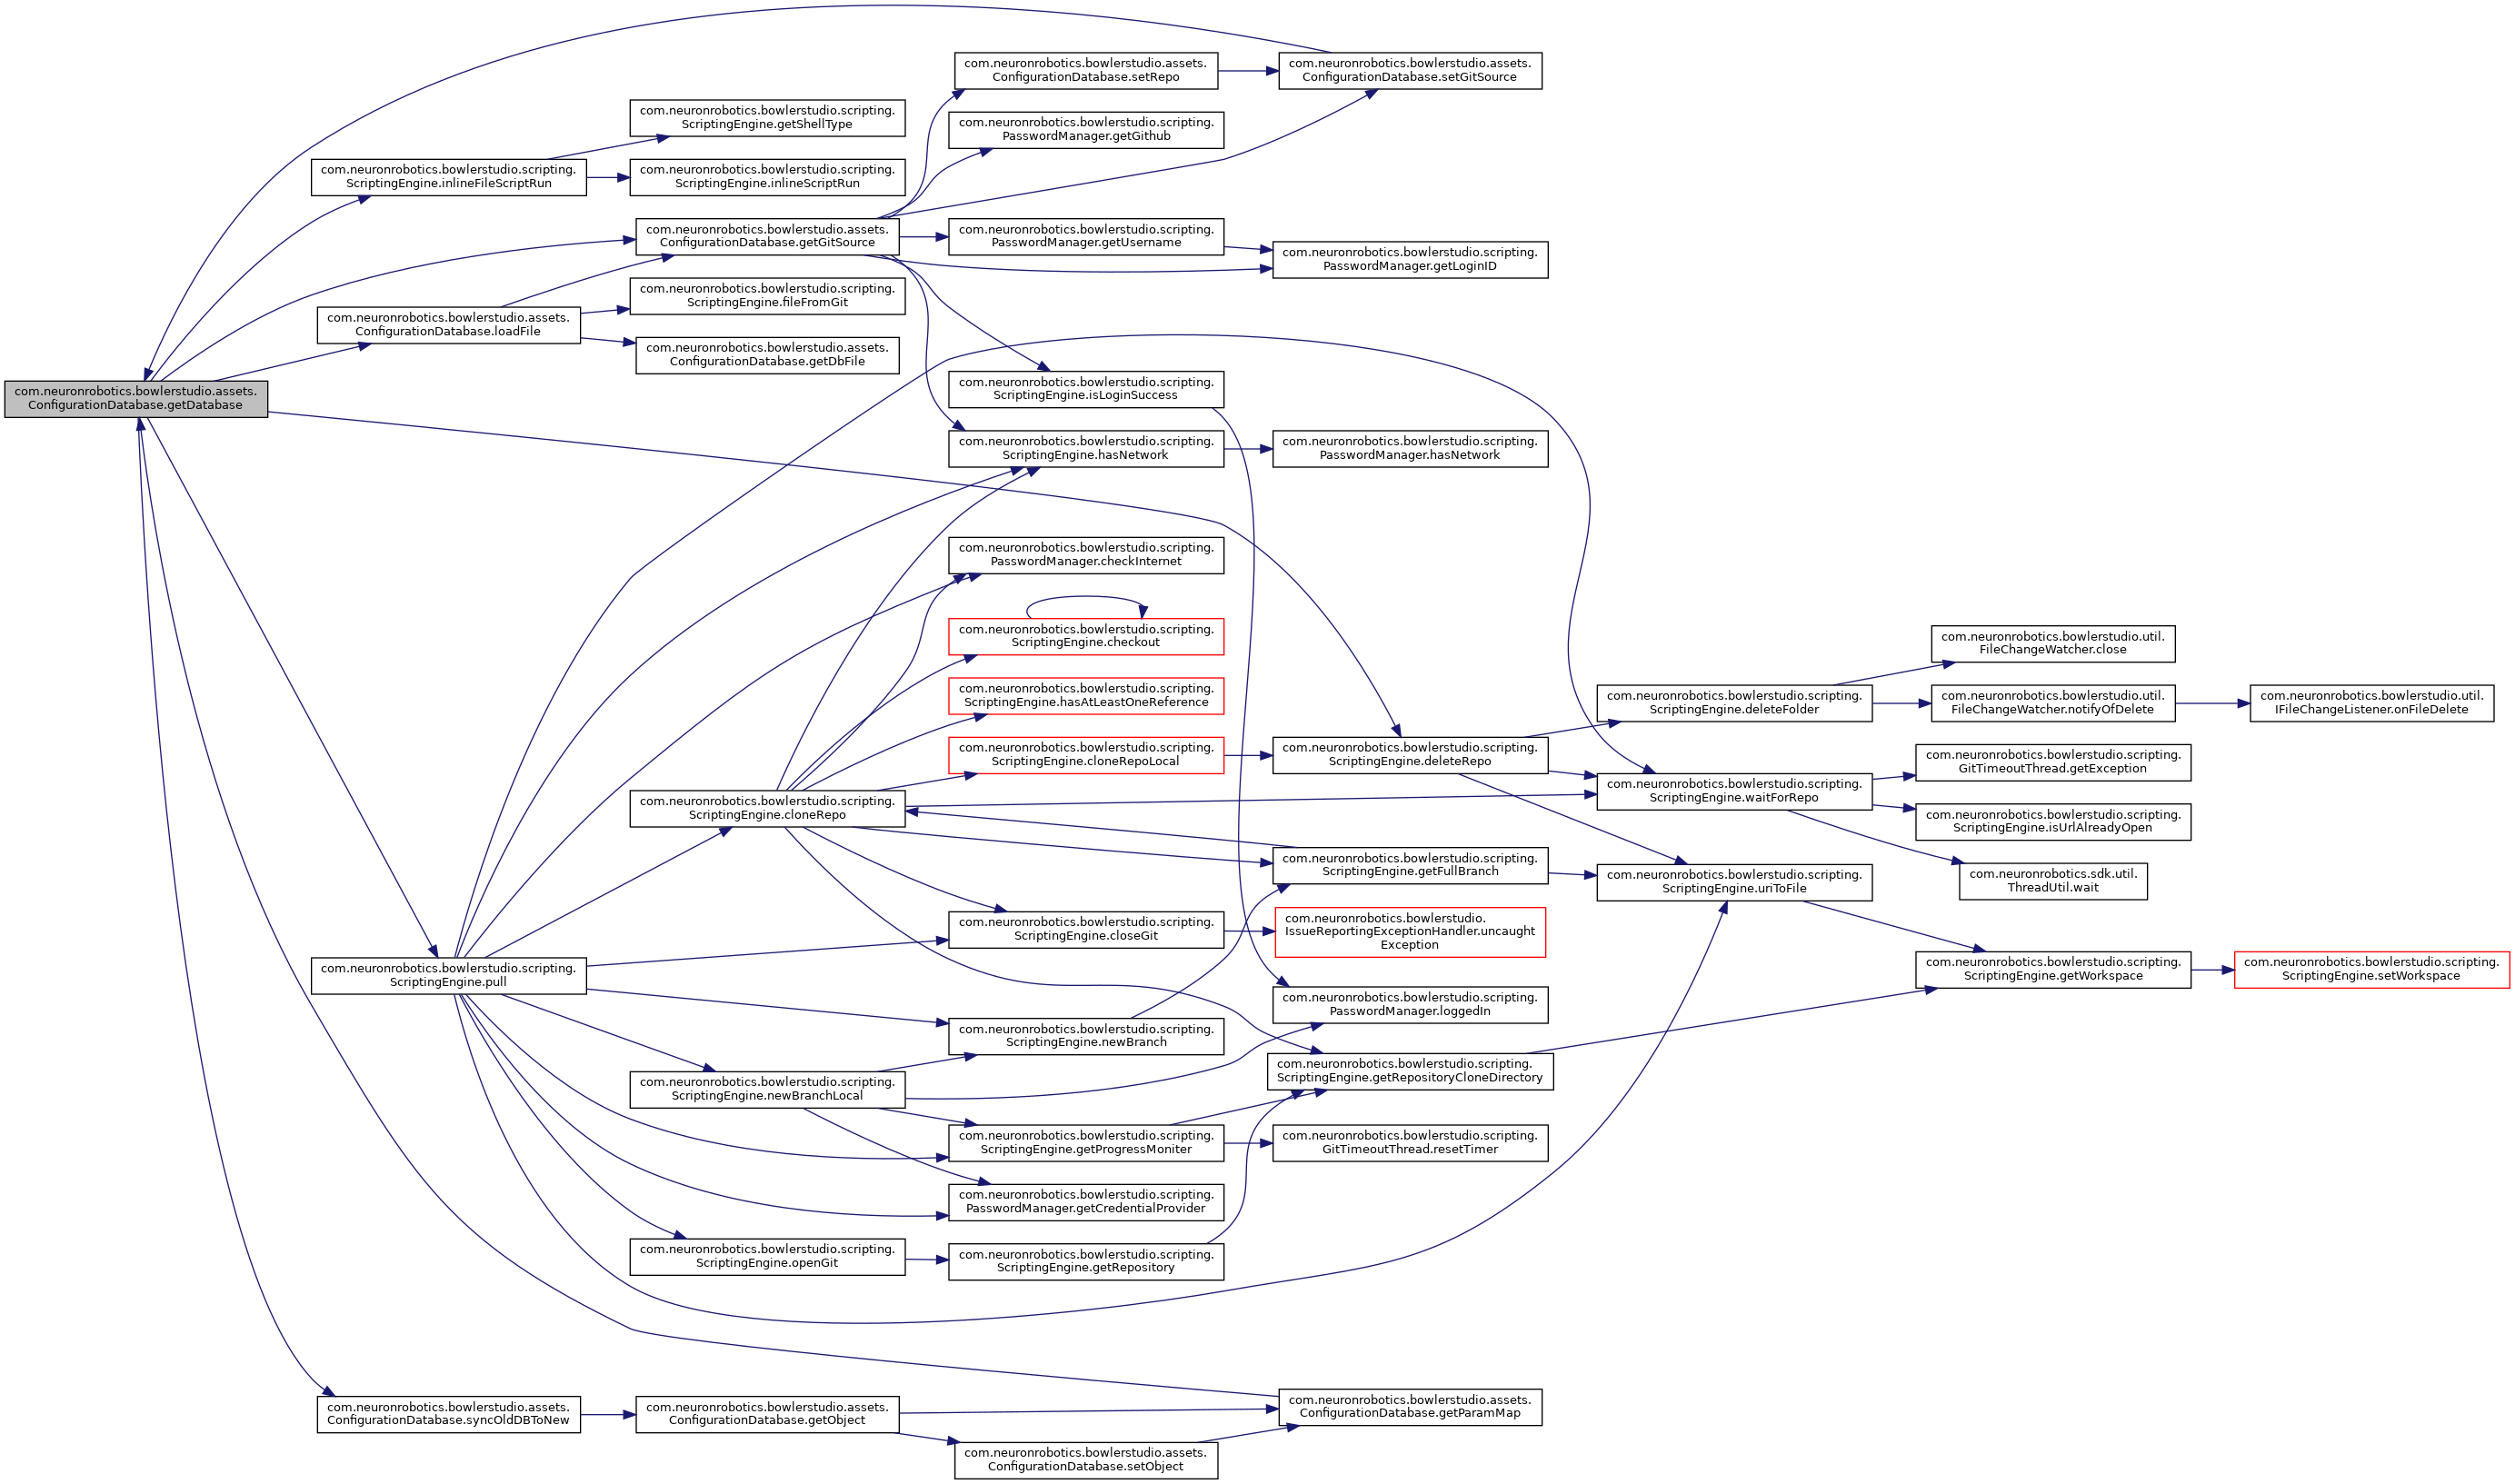 com.neuronrobotics.bowlerstudio.assets.
ConfigurationDatabase.getDatabase
com.neuronrobotics.bowlerstudio.scripting.
ScriptingEngine.inlineFileScriptRun
com.neuronrobotics.bowlerstudio.assets.
ConfigurationDatabase.loadFile
com.neuronrobotics.bowlerstudio.scripting.
ScriptingEngine.pull
com.neuronrobotics.bowlerstudio.assets.
ConfigurationDatabase.syncOldDBToNew
com.neuronrobotics.bowlerstudio.scripting.
ScriptingEngine.getShellType
com.neuronrobotics.bowlerstudio.scripting.
ScriptingEngine.inlineScriptRun
com.neuronrobotics.bowlerstudio.assets.
ConfigurationDatabase.getGitSource
com.neuronrobotics.bowlerstudio.scripting.
ScriptingEngine.fileFromGit
com.neuronrobotics.bowlerstudio.assets.
ConfigurationDatabase.getDbFile
com.neuronrobotics.bowlerstudio.scripting.
ScriptingEngine.cloneRepo
com.neuronrobotics.bowlerstudio.scripting.
ScriptingEngine.newBranchLocal
com.neuronrobotics.bowlerstudio.scripting.
ScriptingEngine.openGit
com.neuronrobotics.bowlerstudio.assets.
ConfigurationDatabase.getObject
com.neuronrobotics.bowlerstudio.assets.
ConfigurationDatabase.setRepo
com.neuronrobotics.bowlerstudio.scripting.
PasswordManager.getGithub
com.neuronrobotics.bowlerstudio.scripting.
PasswordManager.getUsername
com.neuronrobotics.bowlerstudio.scripting.
ScriptingEngine.isLoginSuccess
com.neuronrobotics.bowlerstudio.scripting.
ScriptingEngine.hasNetwork
com.neuronrobotics.bowlerstudio.scripting.
PasswordManager.checkInternet
com.neuronrobotics.bowlerstudio.scripting.
ScriptingEngine.checkout
com.neuronrobotics.bowlerstudio.scripting.
ScriptingEngine.hasAtLeastOneReference
com.neuronrobotics.bowlerstudio.scripting.
ScriptingEngine.cloneRepoLocal
com.neuronrobotics.bowlerstudio.scripting.
ScriptingEngine.closeGit
com.neuronrobotics.bowlerstudio.scripting.
ScriptingEngine.newBranch
com.neuronrobotics.bowlerstudio.scripting.
ScriptingEngine.getProgressMoniter
com.neuronrobotics.bowlerstudio.scripting.
PasswordManager.getCredentialProvider
com.neuronrobotics.bowlerstudio.scripting.
ScriptingEngine.getRepository
com.neuronrobotics.bowlerstudio.assets.
ConfigurationDatabase.setObject
com.neuronrobotics.bowlerstudio.assets.
ConfigurationDatabase.setGitSource
com.neuronrobotics.bowlerstudio.scripting.
PasswordManager.getLoginID
com.neuronrobotics.bowlerstudio.scripting.
PasswordManager.hasNetwork
com.neuronrobotics.bowlerstudio.scripting.
ScriptingEngine.deleteRepo
com.neuronrobotics.bowlerstudio.scripting.
ScriptingEngine.getFullBranch
com.neuronrobotics.bowlerstudio.
IssueReportingExceptionHandler.uncaught
Exception
com.neuronrobotics.bowlerstudio.scripting.
PasswordManager.loggedIn
com.neuronrobotics.bowlerstudio.scripting.
ScriptingEngine.getRepositoryCloneDirectory
com.neuronrobotics.bowlerstudio.scripting.
GitTimeoutThread.resetTimer
com.neuronrobotics.bowlerstudio.assets.
ConfigurationDatabase.getParamMap
com.neuronrobotics.bowlerstudio.scripting.
ScriptingEngine.deleteFolder
com.neuronrobotics.bowlerstudio.scripting.
ScriptingEngine.waitForRepo
com.neuronrobotics.bowlerstudio.scripting.
ScriptingEngine.uriToFile
com.neuronrobotics.bowlerstudio.util.
FileChangeWatcher.close
com.neuronrobotics.bowlerstudio.util.
FileChangeWatcher.notifyOfDelete
com.neuronrobotics.bowlerstudio.scripting.
GitTimeoutThread.getException
com.neuronrobotics.bowlerstudio.scripting.
ScriptingEngine.isUrlAlreadyOpen
com.neuronrobotics.sdk.util.
ThreadUtil.wait
com.neuronrobotics.bowlerstudio.scripting.
ScriptingEngine.getWorkspace
com.neuronrobotics.bowlerstudio.util.
IFileChangeListener.onFileDelete
com.neuronrobotics.bowlerstudio.scripting.
ScriptingEngine.setWorkspace